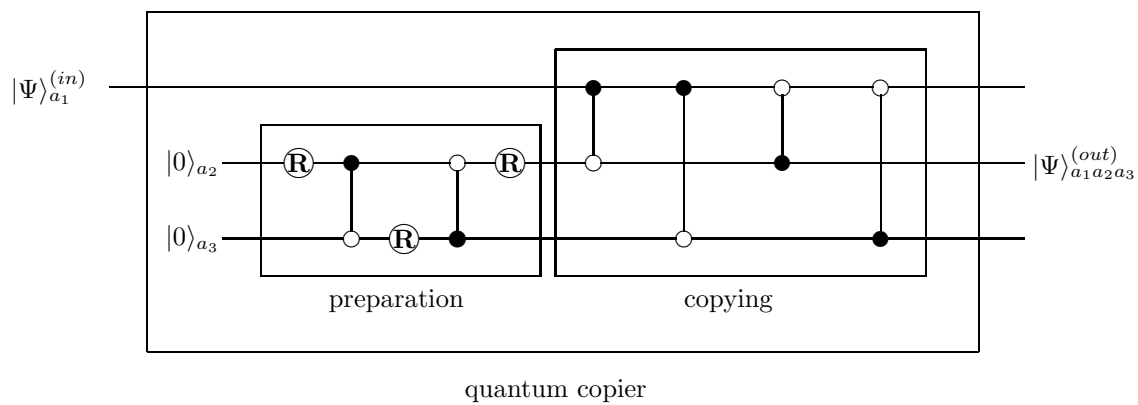 |Ψ⟩_{a_1}^{(in)}
|0⟩_{a_2} R R |Ψ⟩_{a_1a_2a_3}^{(out)}
|0⟩_{a_3} R
preparation copying
quantum copier